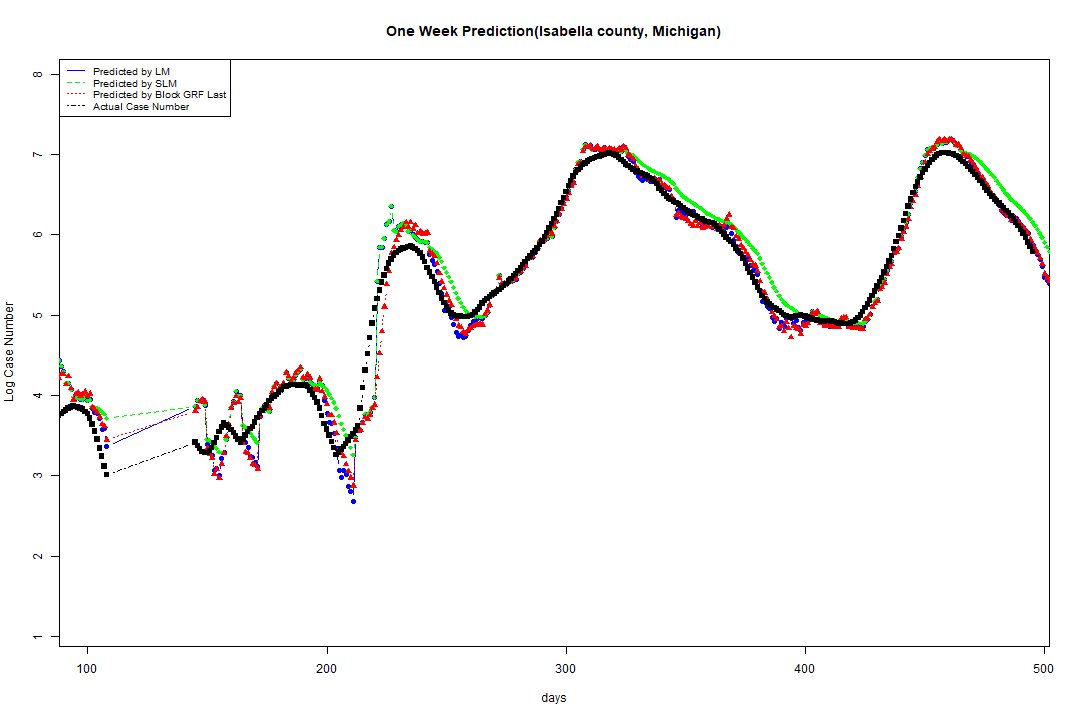 One Week Prediction(Isabella county, Michigan)
Predicted by LM
Predicted by SLM
Predicted by Block GRF Last
Actual Case Number
8
7
6
5
4
3
2
1
Log Case Number
100 200 300 400 500
days